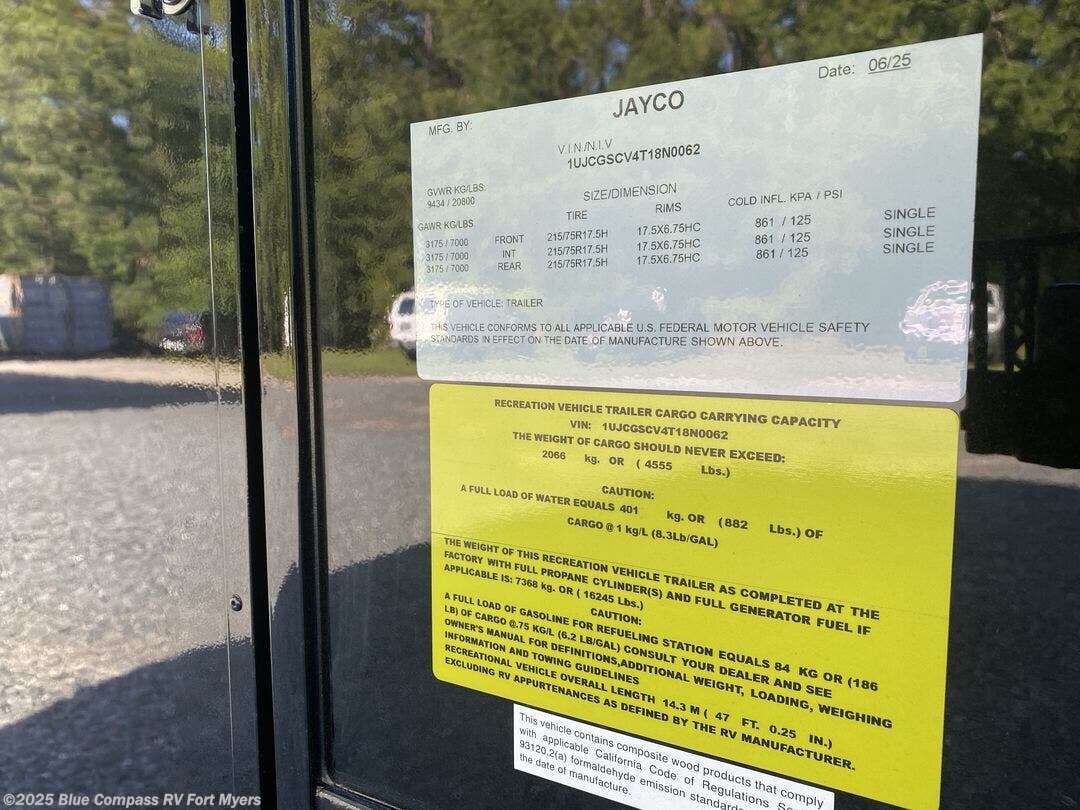 Date: 06/25
MFG. BY: JAYCO
V.I.N./N.I.V
1UJCGSCV4T18N0062
GVWR KG/LBS. SIZE/DIMENSION
9434 / 20800 TIRE RIMS COLD INFL. KPA / PSI
GAWR KG/LBS
3175 / 7000 FRONT 215/75R17.5H 17.5X6.75HC 861 / 125 SINGLE
3175 / 7000 INT 215/75R17.5H 17.5X6.75HC 861 / 125 SINGLE
3175 / 7000 REAR 215/75R17.5H 17.5X6.75HC 861 / 125 SINGLE
TYPE OF VEHICLE: TRAILER
THIS VEHICLE CONFORMS TO ALL APPLICABLE U.S. FEDERAL MOTOR VEHICLE SAFETY
STANDARDS IN EFFECT ON THE DATE OF MANUFACTURE SHOWN ABOVE.
RECREATION VEHICLE TRAILER CARGO CARRYING CAPACITY
VIN: 1UJCGSCV4T18N0062
THE WEIGHT OF CARGO SHOULD NEVER EXCEED:
2066 kg. OR ( 4555 Lbs.)
CAUTION:
A FULL LOAD OF WATER EQUALS 401 kg. OR (882 Lbs.) OF
CARGO @ 1 kg/L (8.3Lb/GAL)
THE WEIGHT OF THIS RECREATION VEHICLE TRAILER AS COMPLETED AT THE
FACTORY WITH FULL PROPANE CYLINDER(S) AND FULL GENERATOR FUEL IF
APPLICABLE IS: 7368 kg. OR ( 16245 Lbs.)
CAUTION:
A FULL LOAD OF GASOLINE FOR REFUELING STATION EQUALS 84 KG OR (186
LB) OF CARGO @.75 KG/L (6.2 LB/GAL) CONSULT YOUR DEALER AND SEE
OWNER'S MANUAL FOR DEFINITIONS,ADDITIONAL WEIGHT, LOADING, WEIGHING
INFORMATION AND TOWING GUIDELINES
RECREATIONAL VEHICLE OVERALL LENGTH 14.3 M ( 47 FT. 0.25 IN.)
EXCLUDING RV APPURTENANCES AS DEFINED BY THE RV MANUFACTURER.
This vehicle contains composite wood products that comply
with applicable California Code of Regulations
93120.2(a) formaldehyde emission standards
the date of manufacture.
©2025 Blue Compass RV Fort Myers